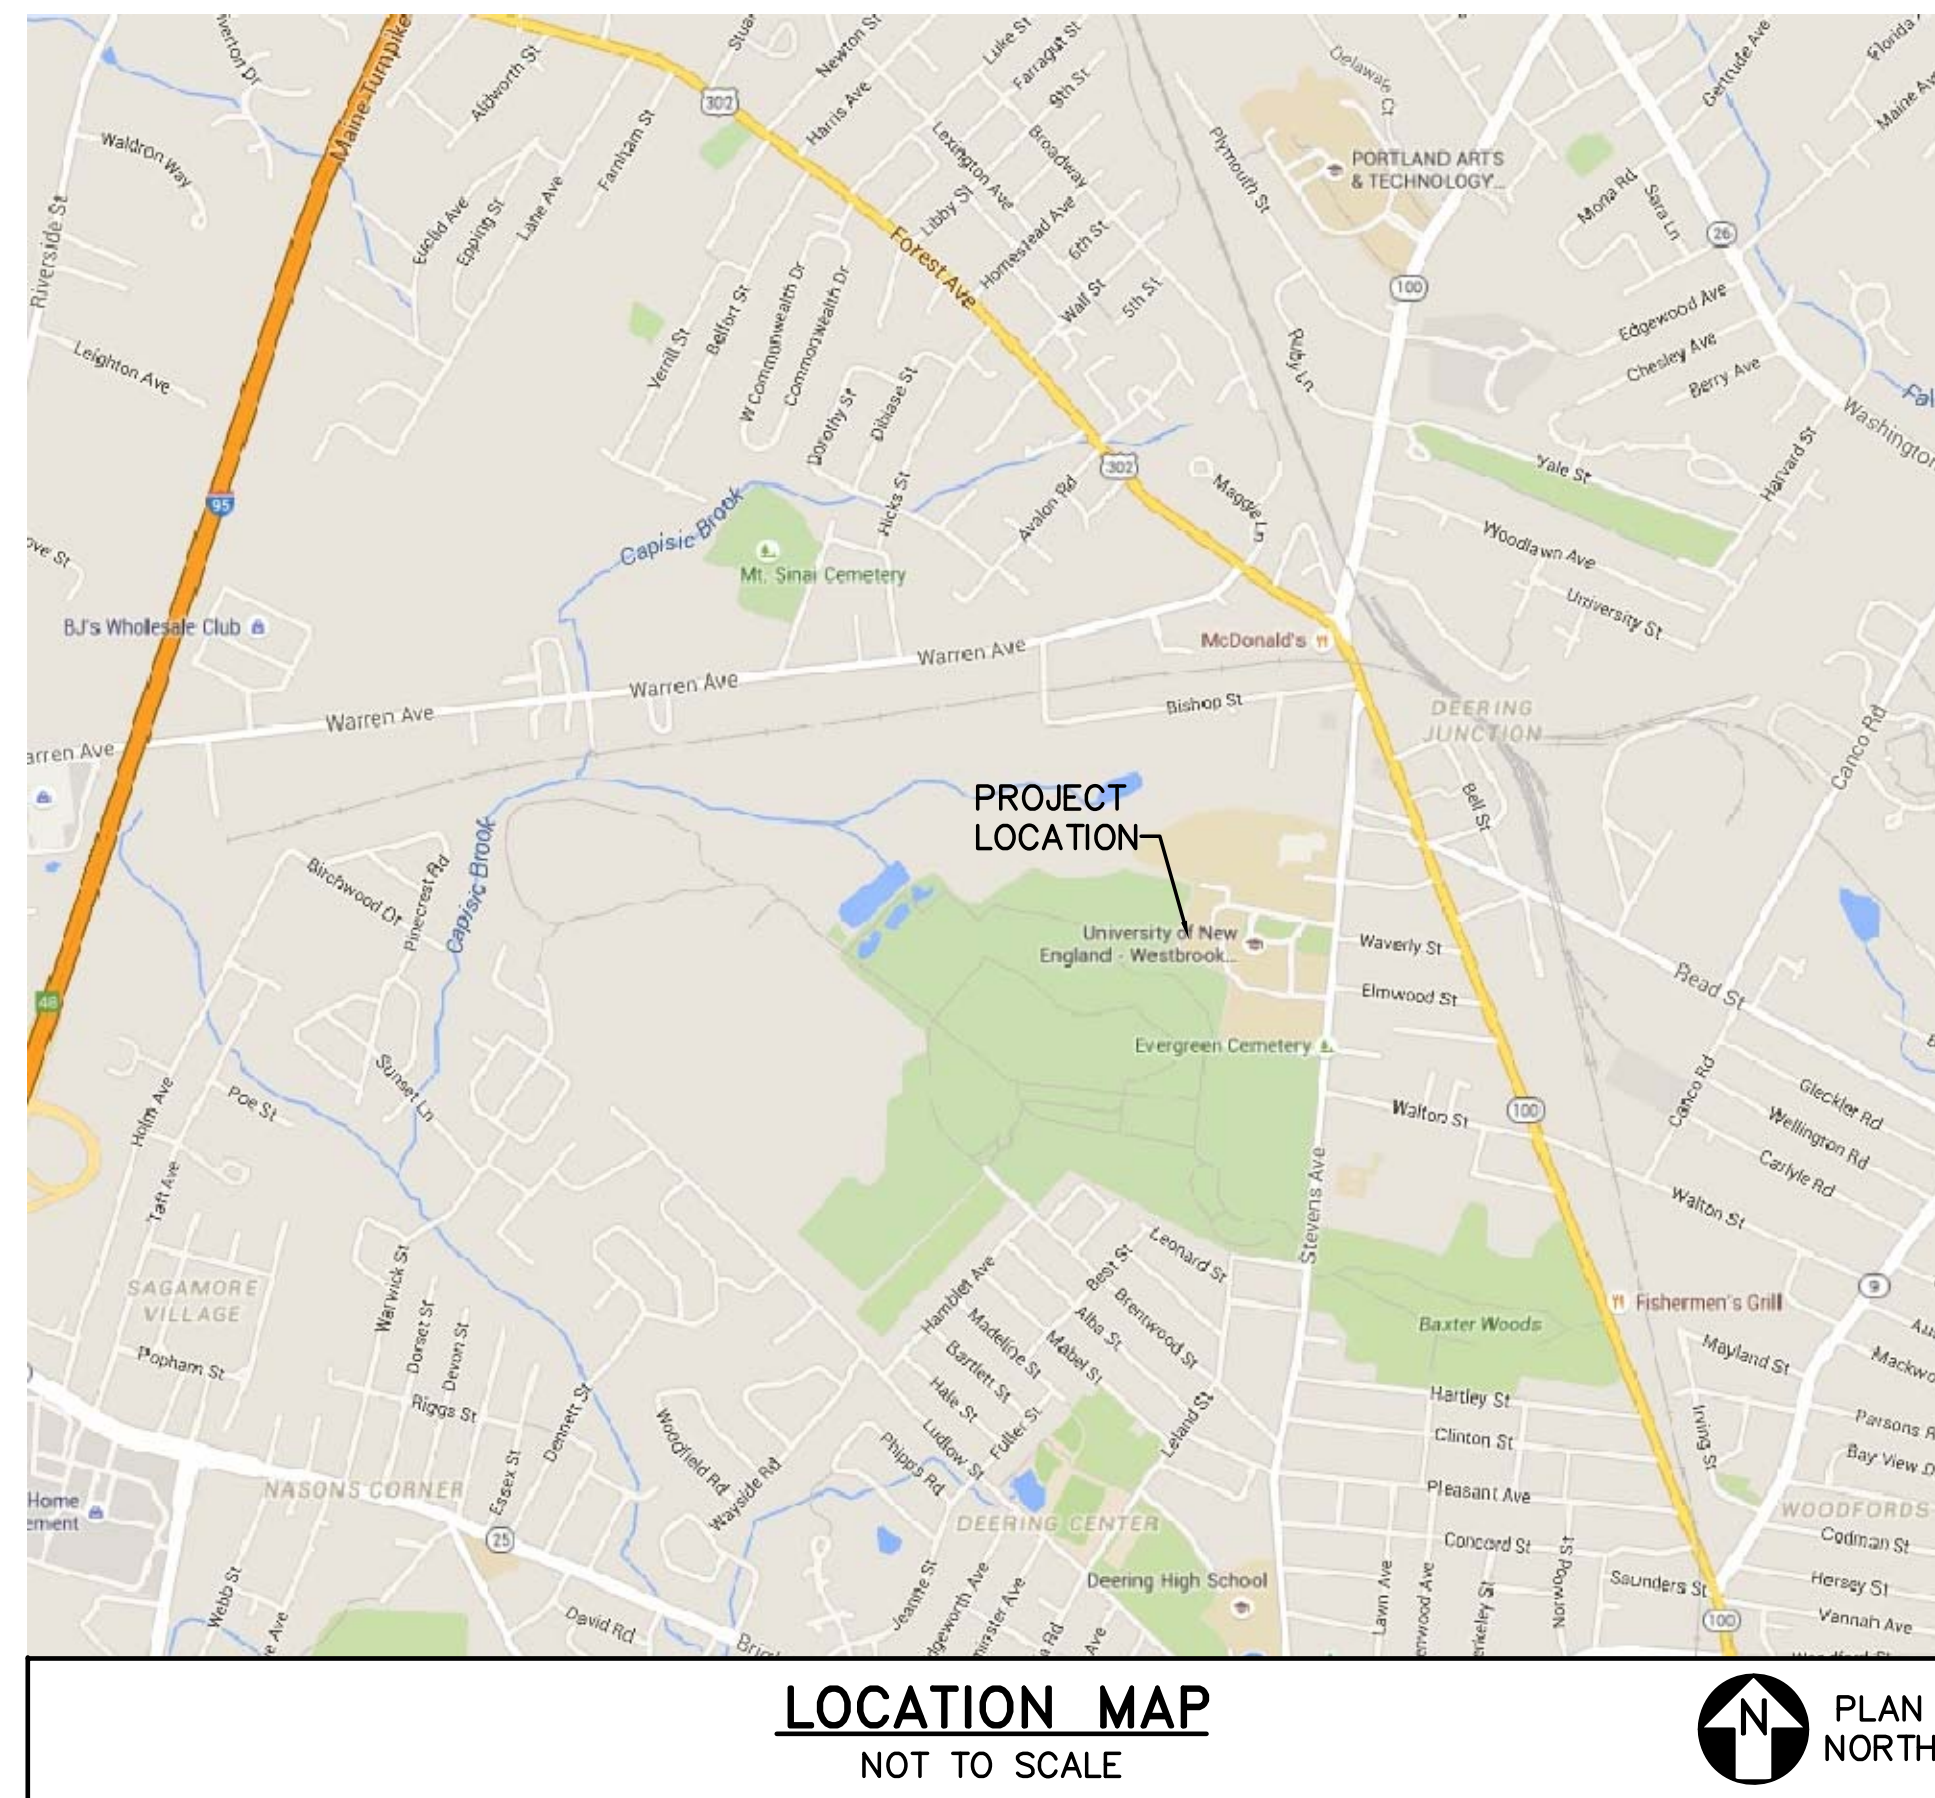 Maine Turnpike
Aldworth St
Newton St
Luke St
Farragut St
9th St
Delaware Ct
Gertrude Ave
Florida
302
Harris Ave
Farnham St
Lexington Ave
Broadway
Plymouth St
PORTLAND ARTS
& TECHNOLOGY...
Waldron Way
Mona Rd
Sara Ln
26
Riverside St
Euclid Ave
Epping St
Lane Ave
Libby St
Homestead Ave
6th St
Forest Ave
W Commonwealth Dr
Commonwealth Dr
Wall St
5th St
100
Edgewood Ave
Chesley Ave
Berry Ave
Leighton Ave
Verrill St
Belfort St
Ruby Ln
Dorothy St
Dibiase St
Washington
Harvard St
302
Yale St
95
Capisic Brook
Hicks St
Avalon Rd
Maggie Ln
Woodlawn Ave
Mt. Sinai Cemetery
University St
BJ's Wholesale Club
McDonald's
Warren Ave
Warren Ave
Warren Ave
arren Ave
Bishop St
DEERING
JUNCTION
Canco Rd
PROJECT
LOCATION
Bell St
Birchwood Dr
Pinecrest Rd
Capisic Brook
University of New
England - Westbrook...
Waverly St
Read St
Elmwood St
48
Evergreen Cemetery
Sunset Ln
Holm Ave
Poe St
Walton St
100
Canco Rd
Gleckler Rd
Wellington Rd
Carlyle Rd
Taft Ave
Stevens Ave
Walton St
Leonard St
Best St
Hamblet Ave
Brentwood St
Warwick St
SAGAMORE
VILLAGE
Dorset St
Devon St
Madeline St
Alba St
Mabel St
9
Fishermen's Grill
Baxter Woods
Mayland St
Mackwo
Popham St
Bartlett St
Hale St
Hartley St
Riggs St
Dennett St
Woodfield Rd
Ludlow St
Fuller St
Leland St
Clinton St
Irving St
Parsons R
Bay View D
Phipps Rd
NASONS CORNER
Essex St
Wayside Rd
Pleasant Ave
WOODFORDS
Home
ement
25
DEERING CENTER
Concord St
Codman St
Deering High School
Norwood St
Saunders St
Hersey St
Webb St
David Rd
Jeanne St
Lawn Ave
100
Vannah Ave
LOCATION MAP
NOT TO SCALE
N
PLAN
NORTH